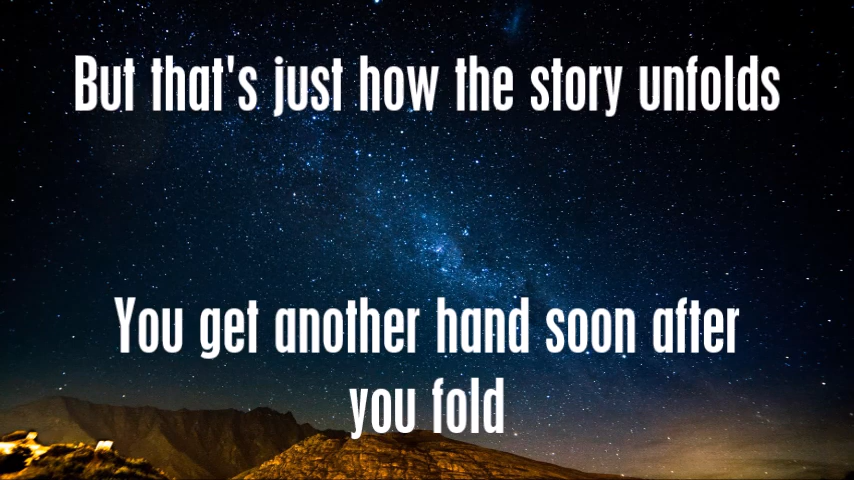 But that's just how the story unfolds
You get another hand soon after
you fold